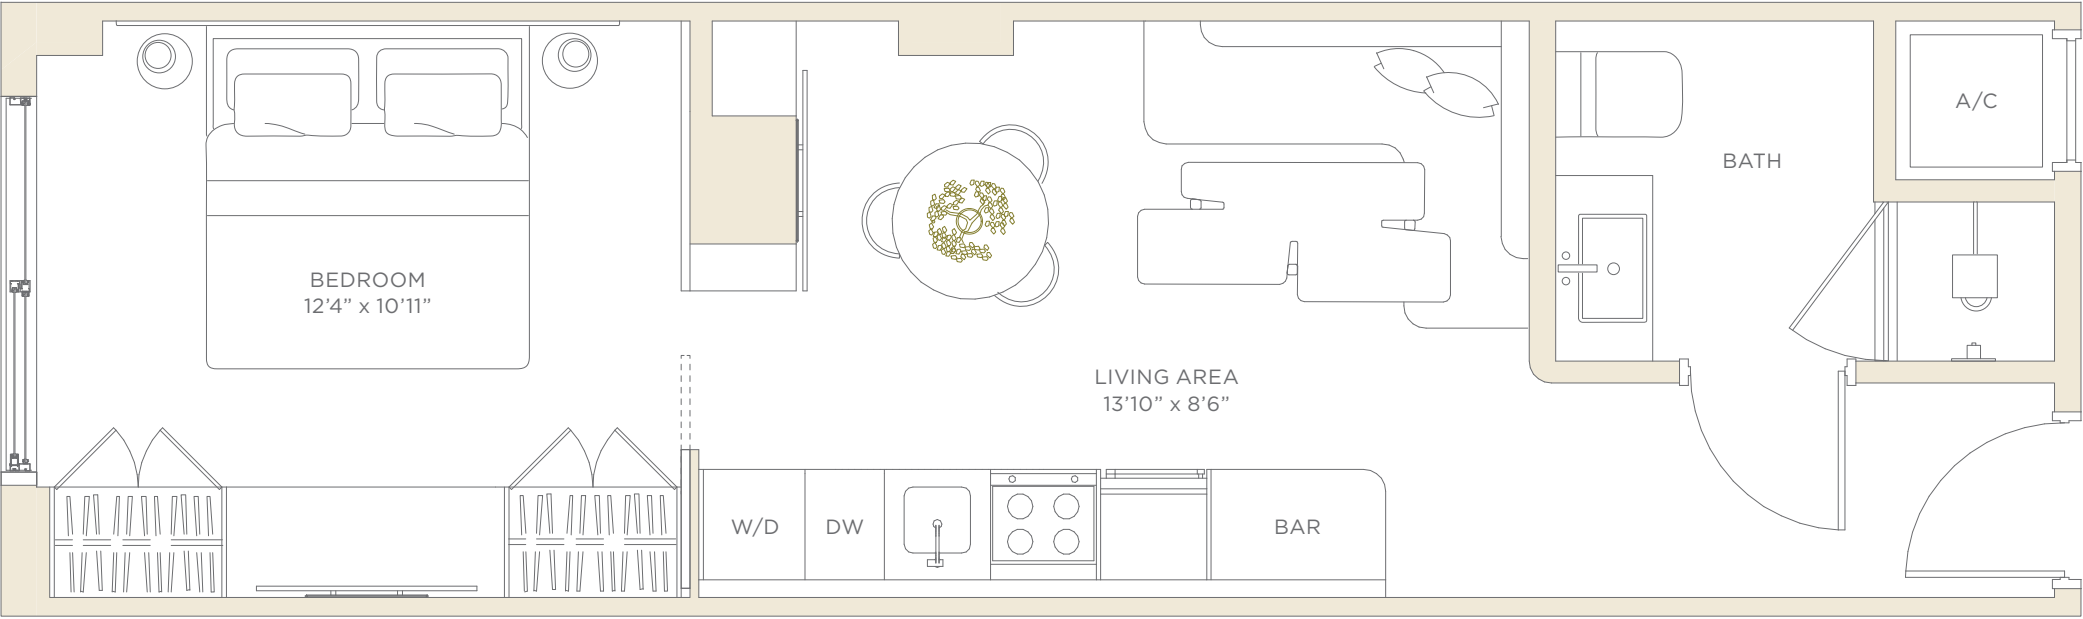 A/C
BATH
BEDROOM
12’4” x 10’11”
LIVING AREA
13’10” x 8’6”
W/D
DW
BAR